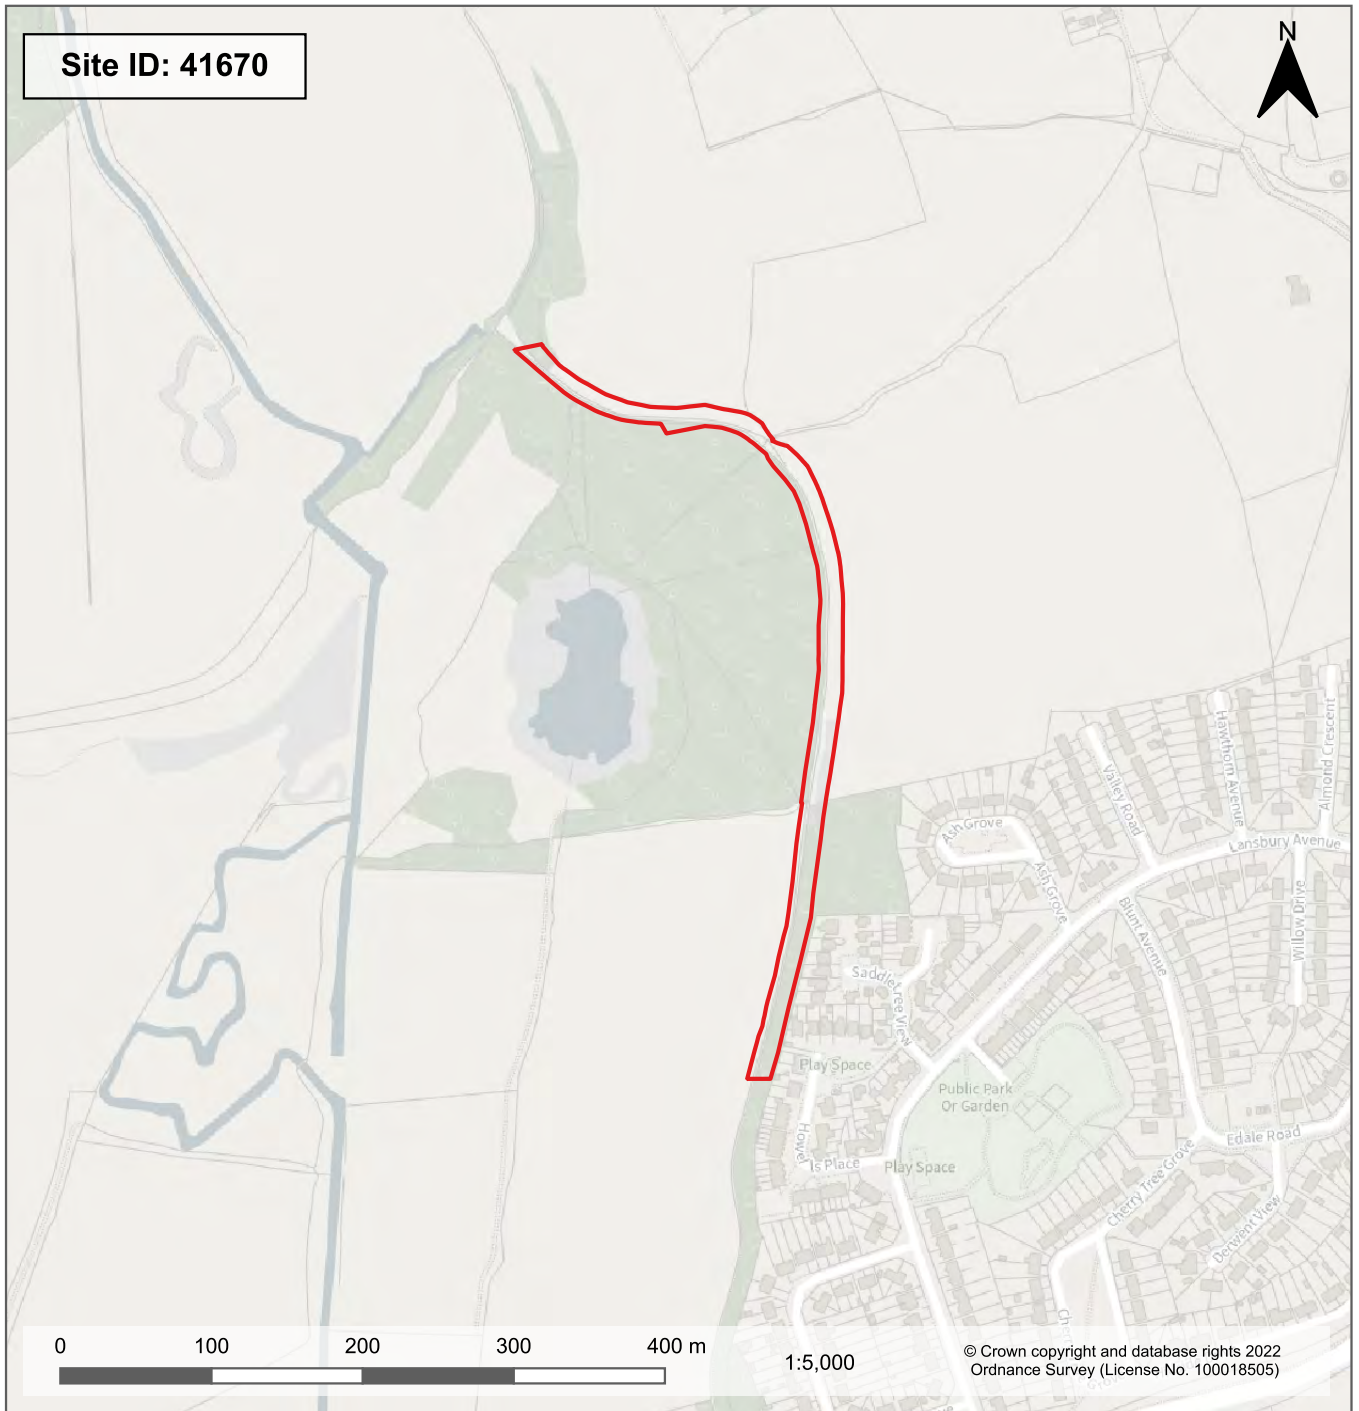 Site ID: 41670
N
Hawthorn Avenue
Almond Crescent
Valley Road
Ash Grove
Lansbury Avenue
Ash Grove
Blunt Avenue
Willow Drive
Saddletree View
Play Space
Public Park
Or Garden
Edale Road
Howells Place
Play Space
Cherry Tree Grove
Derwent View
0 100 200 300 400 m
1:5,000
© Crown copyright and database rights 2022
Ordnance Survey (License No. 100018505)